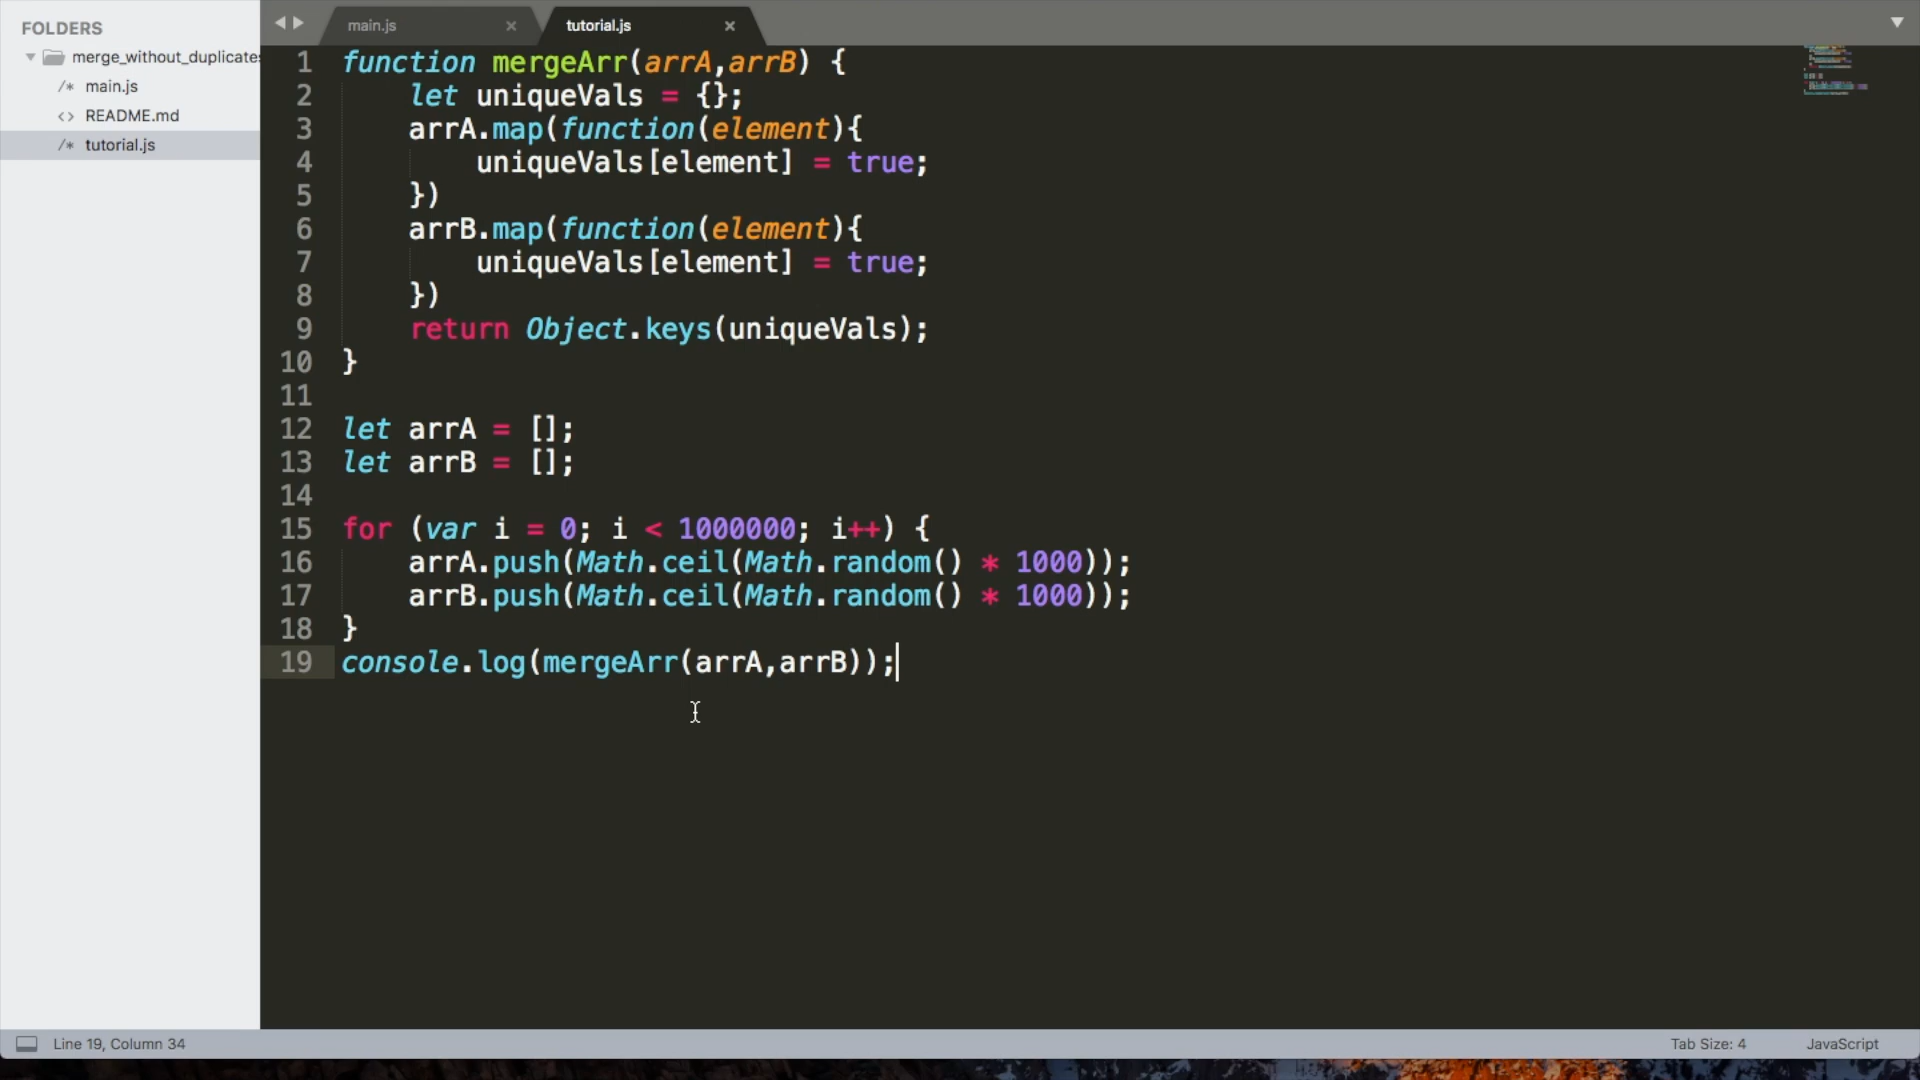 FOLDERS
merge_without_duplicates
/* main.js
<> README.md
/* tutorial.js
main.js ×
tutorial.js ×
1 function mergeArr(arrA,arrB) {
2 let uniqueVals = {};
3 arrA.map(function(element){
4 uniqueVals[element] = true;
5 })
6 arrB.map(function(element){
7 uniqueVals[element] = true;
8 })
9 return Object.keys(uniqueVals);
10 }
11
12 let arrA = [];
13 let arrB = [];
14
15 for (var i = 0; i < 1000000; i++) {
16 arrA.push(Math.ceil(Math.random() * 1000));
17 arrB.push(Math.ceil(Math.random() * 1000));
18 }
19 console.log(mergeArr(arrA,arrB));
Line 19, Column 34
Tab Size: 4
JavaScript